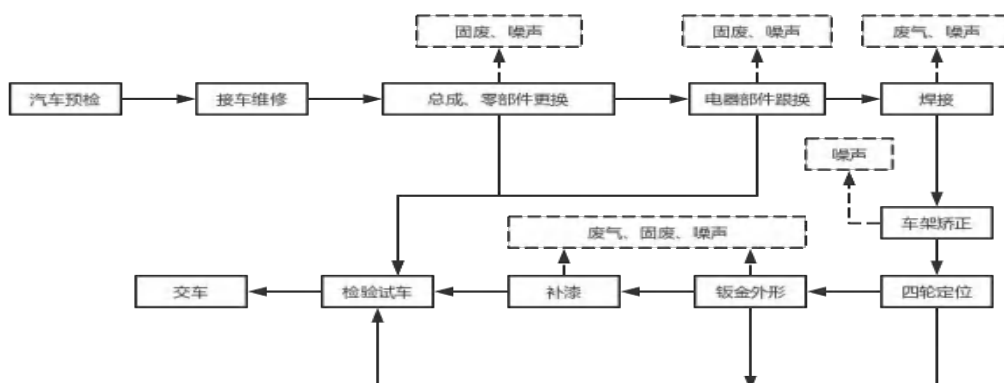 固废、噪声
固废、噪声
废气、噪声
汽车预检
接车维修
总成、零部件更换
电器部件跟换
焊接
噪声
车架矫正
废气、固废、噪声
交车
检验试车
补漆
钣金外形
四轮定位